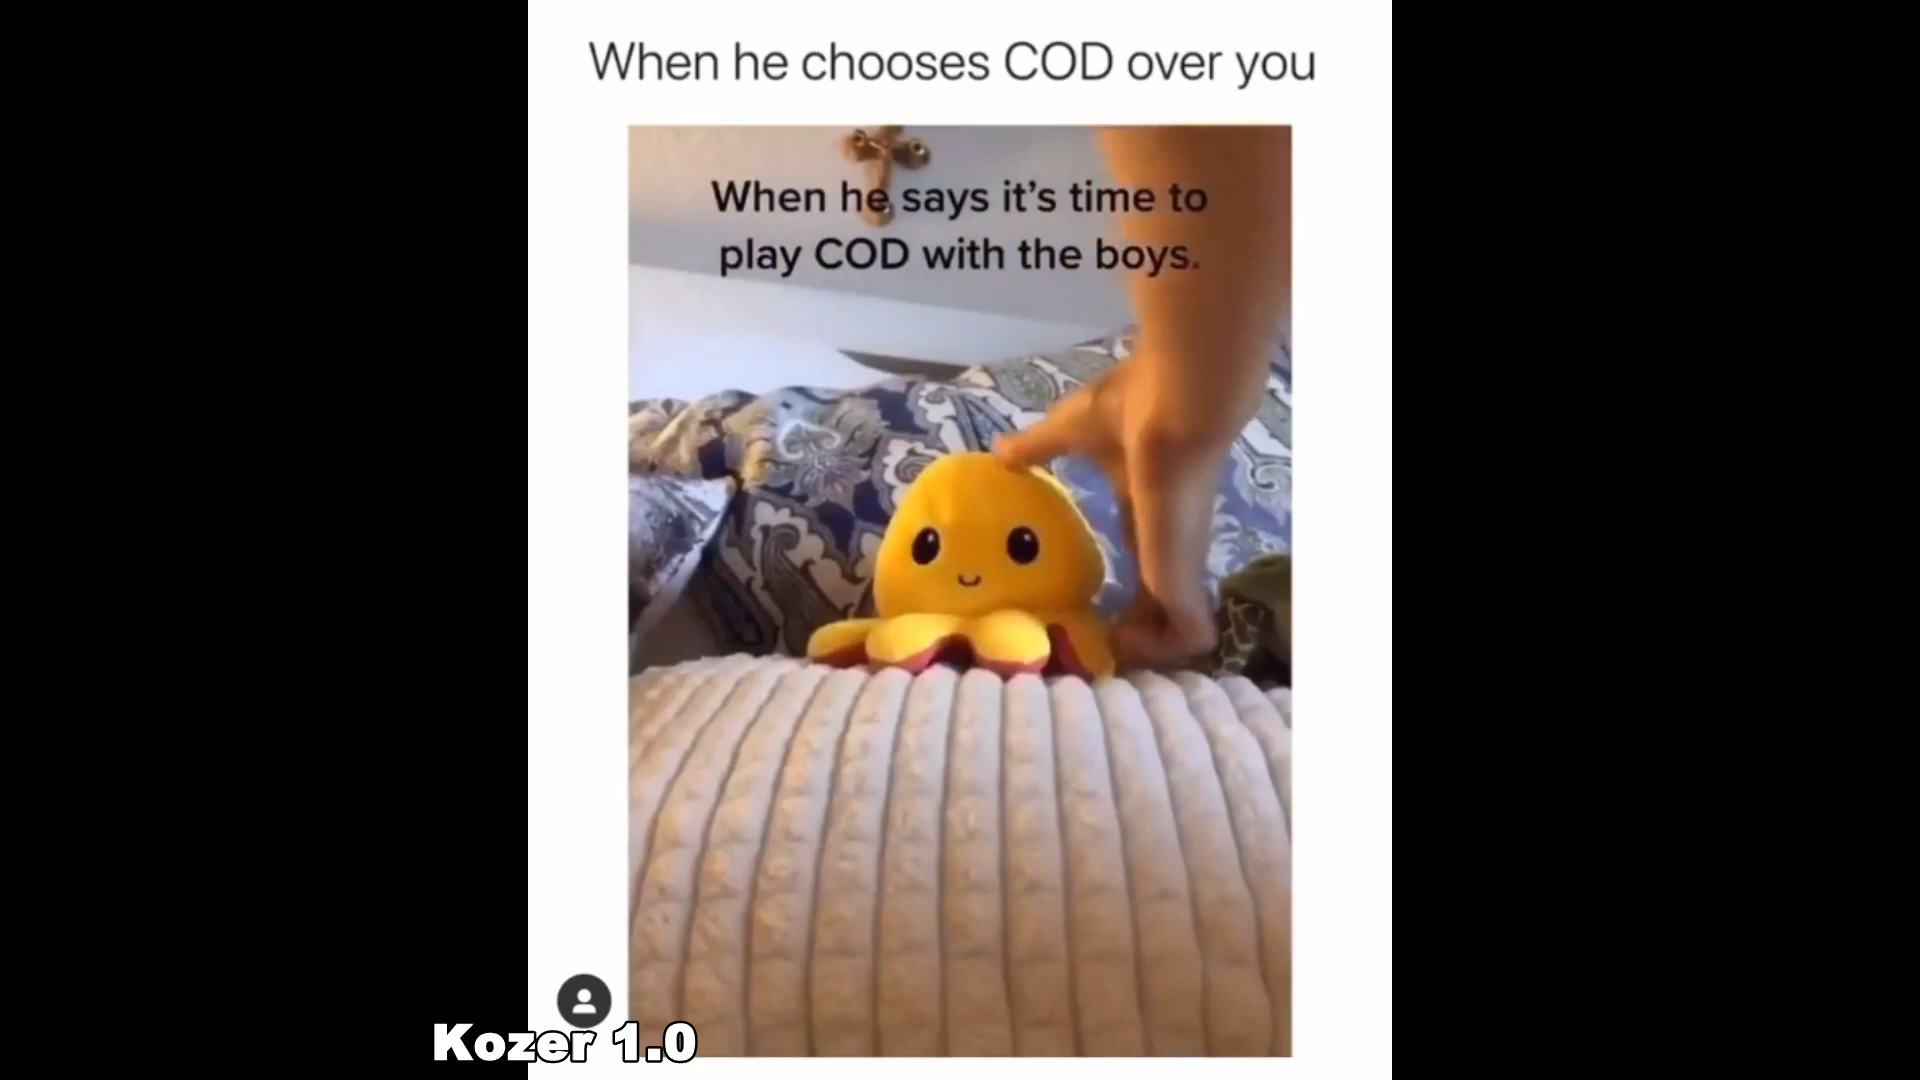 When he chooses COD over you
When he says it's time to
play COD with the boys.
Kozer 1.0